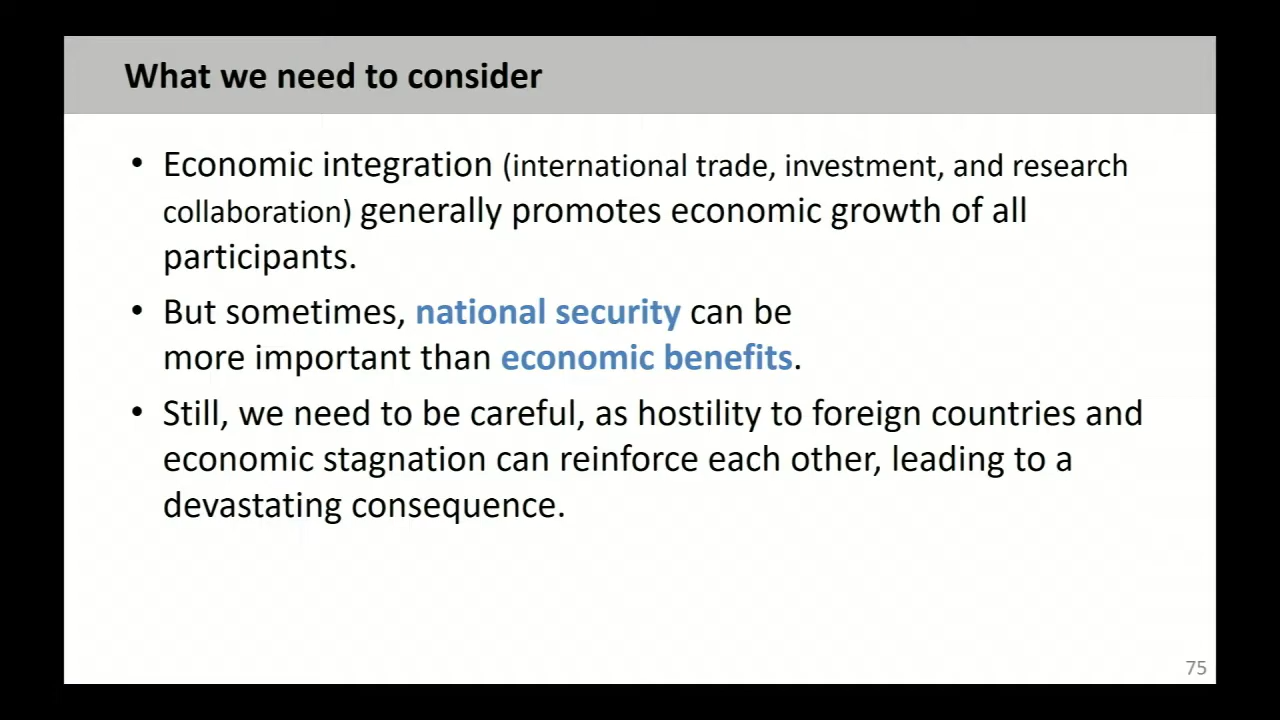 What we need to consider
• Economic integration (international trade, investment, and research
collaboration) generally promotes economic growth of all
participants.
• But sometimes, national security can be
more important than economic benefits.
• Still, we need to be careful, as hostility to foreign countries and
economic stagnation can reinforce each other, leading to a
devastating consequence.
75